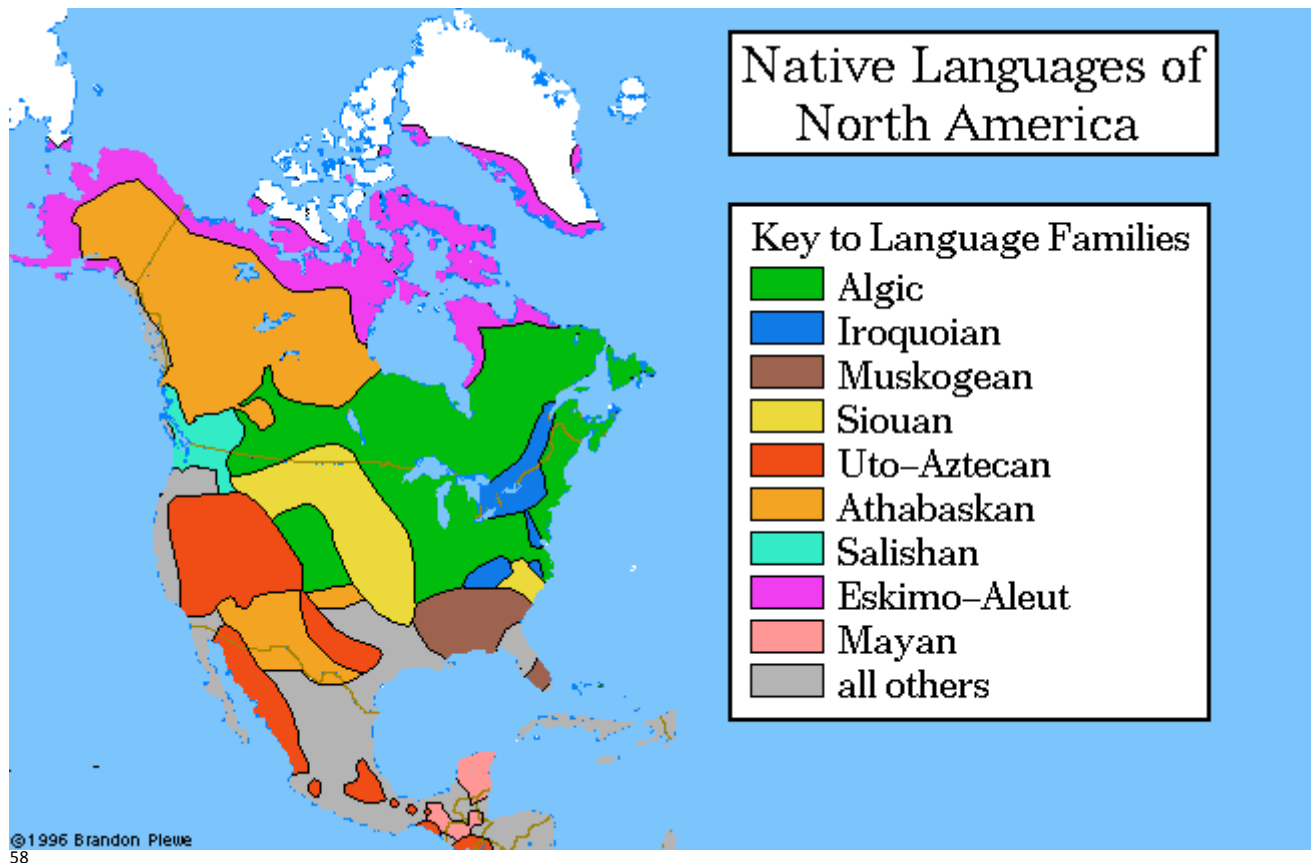 Native Languages of
North America
Key to Language Families
Algic
Iroquoian
Muskogean
Siouan
Uto–Aztecan
Athabaskan
Salishan
Eskimo–Aleut
Mayan
all others
©1996 Brandon Plewe
58